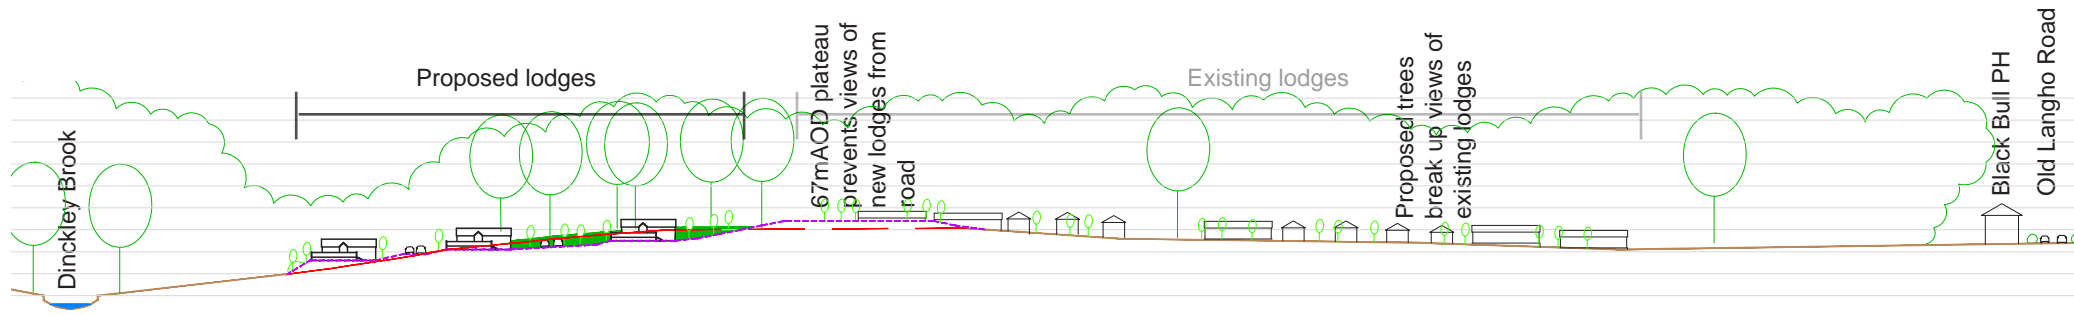 Dinckley Brook
Proposed lodges
67mAOD plateau
prevents views of
new lodges from
road
Existing lodges
Proposed trees
break up views of
existing lodges
Black Bull PH
Old Langho Road